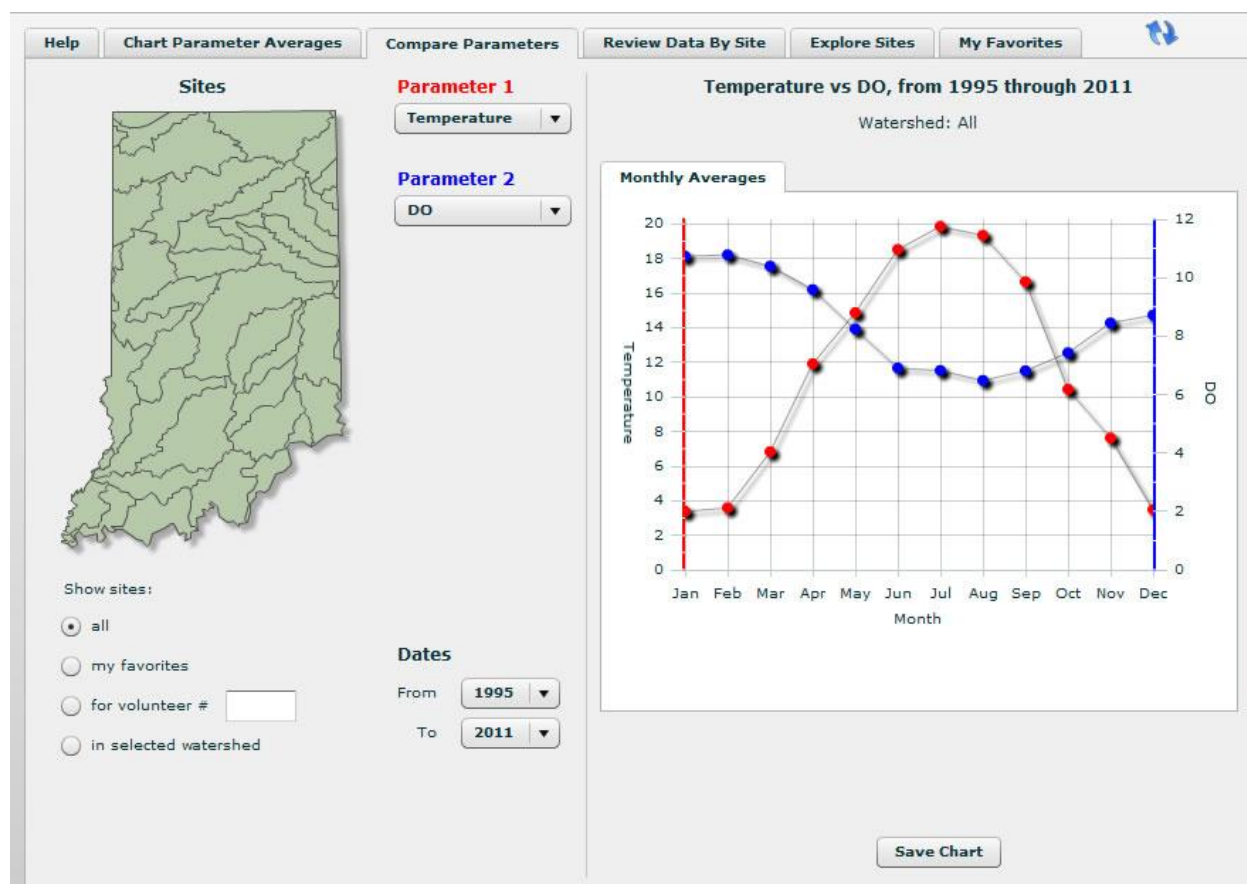 Help
Chart Parameter Averages
Compare Parameters
Review Data By Site
Explore Sites
My Favorites
Sites
Parameter 1
Temperature
Parameter 2
DO
Show sites:
all
my favorites
for volunteer #
in selected watershed
Dates
From 1995
To 2011
Temperature vs DO, from 1995 through 2011
Watershed: All
Monthly Averages
20
18
16
14
12
10
8
6
4
2
0
Temperature
12
10
8
6
4
2
0
DO
Jan Feb Mar Apr May Jun Jul Aug Sep Oct Nov Dec
Month
Save Chart